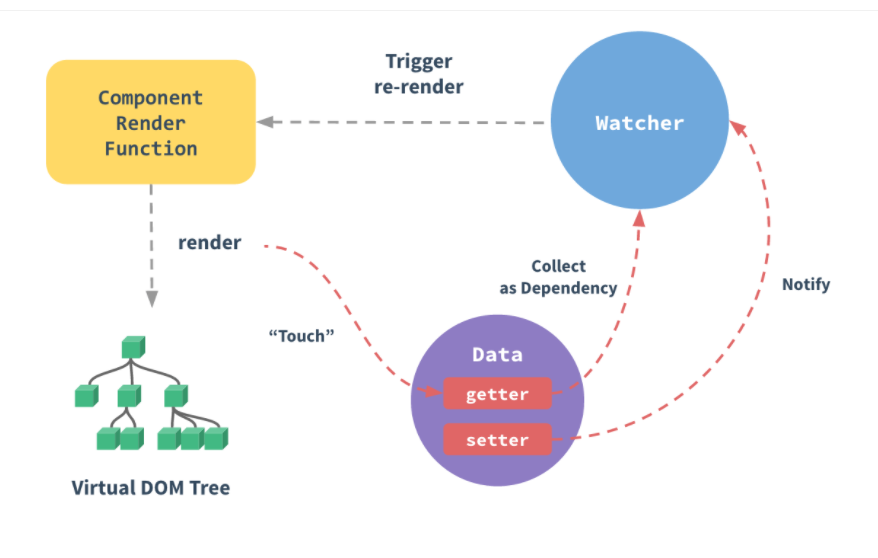 Trigger
re-render
Component
Render
Function
Watcher
render
Collect
as Dependency
Notify
“Touch”
Data
getter
setter
Virtual DOM Tree